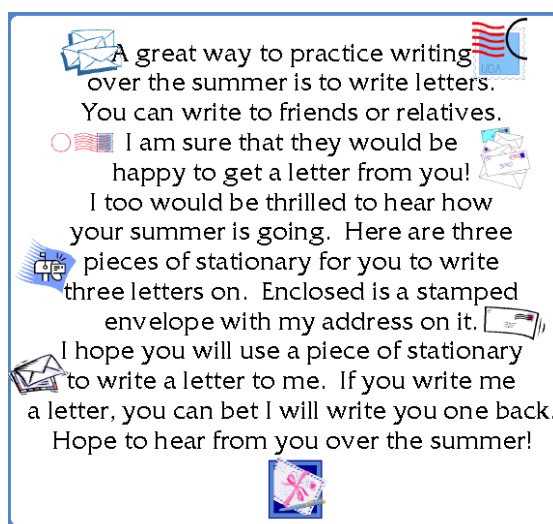 A great way to practice writing
over the summer is to write letters.
You can write to friends or relatives.
I am sure that they would be
happy to get a letter from you!
I too would be thrilled to hear how
your summer is going.  Here are three
pieces of stationary for you to write
three letters on.  Enclosed is a stamped
envelope with my address on it.
I hope you will use a piece of stationary
to write a letter to me.  If you write me
a letter, you can bet I will write you one back.
Hope to hear from you over the summer!